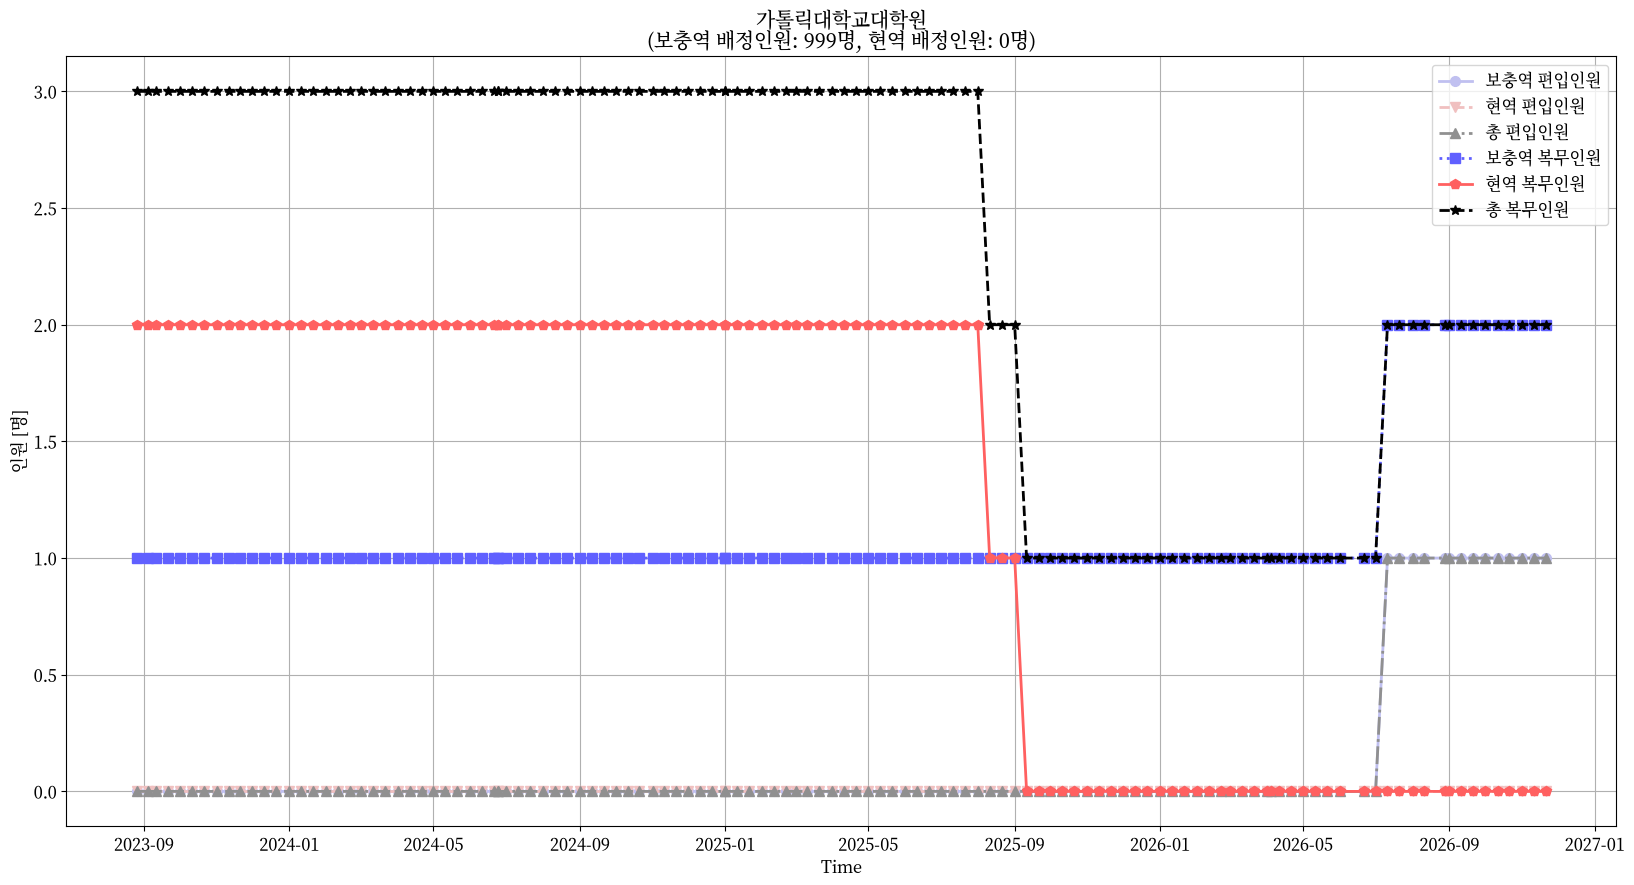 가톨릭대학교대학원
(보충역 배정인원: 999명, 현역 배정인원: 0명)
보충역 편입인원
현역 편입인원
총 편입인원
보충역 복무인원
현역 복무인원
총 복무인원
인원 [명]
3.0
2.5
2.0
1.5
1.0
0.5
0.0
2023-09
2024-01
2024-05
2024-09
2025-01
2025-05
2025-09
2026-01
2026-05
2026-09
2027-01
Time